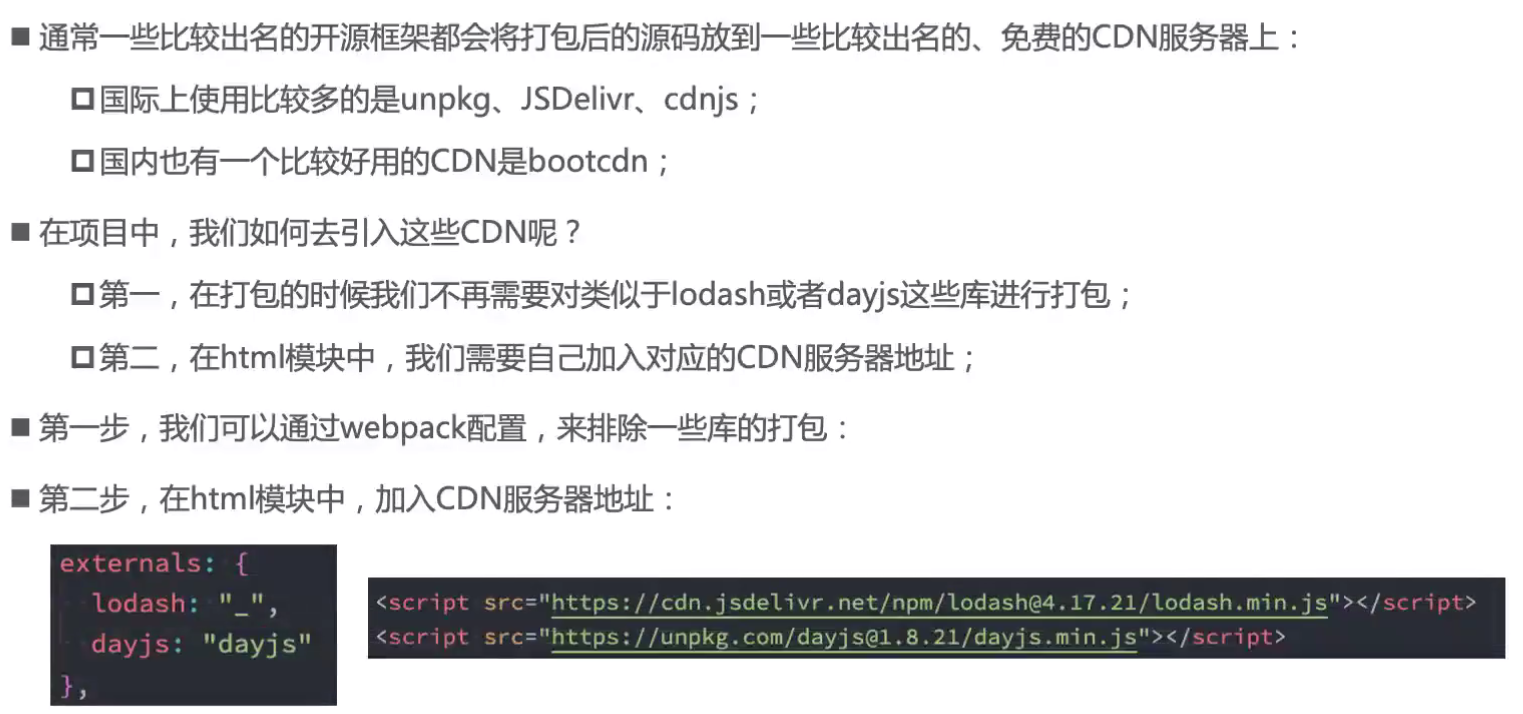 ■ 通常一些比较出名的开源框架都会将打包后的源码放到一些比较出名的、免费的CDN服务器上：
国际上使用比较多的是unpkg、JSDelivr、cdnjs；
国内也有一个比较好用的CDN是bootcdn；
■ 在项目中，我们如何去引入这些CDN呢？
第一，在打包的时候我们不再需要对类似于lodash或者dayjs这些库进行打包；
第二，在html模块中，我们需要自己加入对应的CDN服务器地址；
■ 第一步，我们可以通过webpack配置，来排除一些库的打包：
■ 第二步，在html模块中，加入CDN服务器地址：
externals: {
lodash: "_",
dayjs: "dayjs"
},
<script src="https://cdn.jsdelivr.net/npm/lodash@4.17.21/lodash.min.js"></script>
<script src="https://unpkg.com/dayjs@1.8.21/dayjs.min.js"></script>